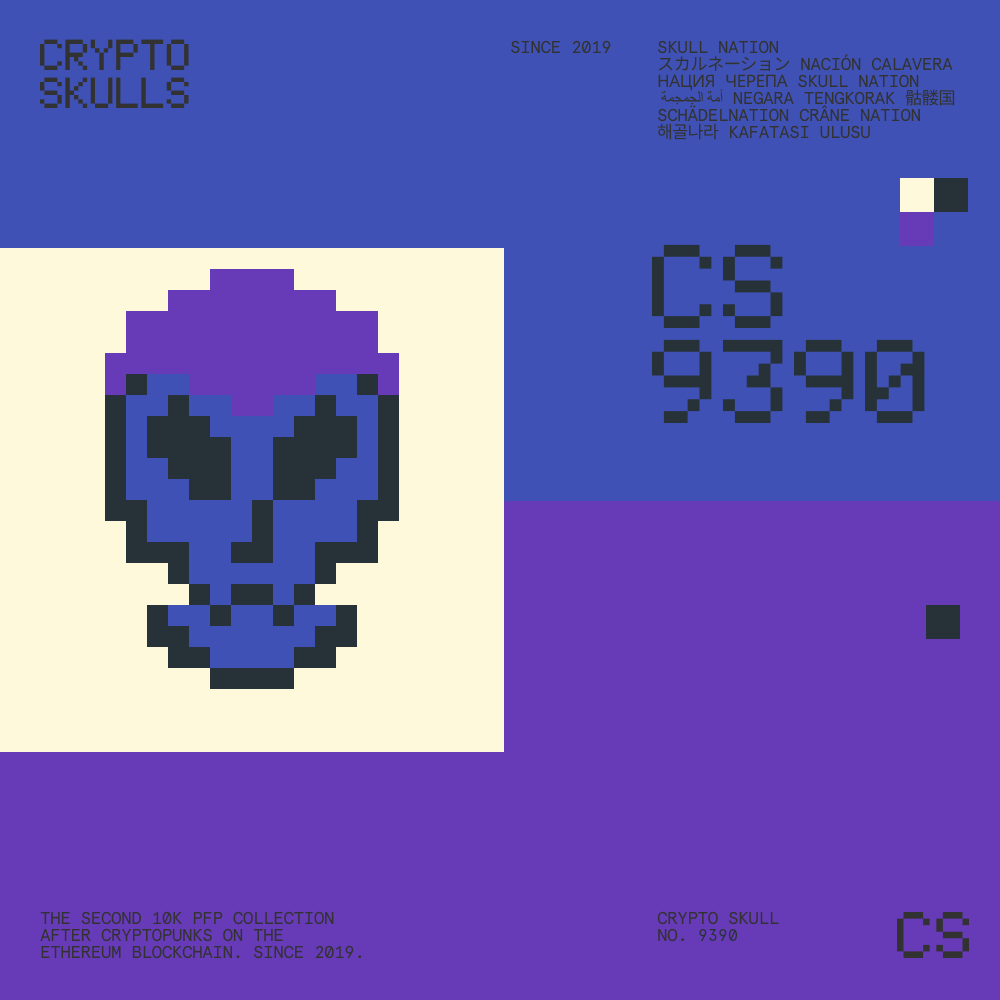 CRYPTO
SKULLS
SINCE 2019
SKULL NATION
スカルネーション NACIÓN CALAVERA
НАЦИЯ ЧЕРЕПА SKULL NATION
أمة الجمجمة NEGARA TENGKORAK 骷髅国
SCHÄDELNATION CRÂNE NATION
해골나라 KAFATASI ULUSU
CS
9390
THE SECOND 10K PFP COLLECTION
AFTER CRYPTOPUNKS ON THE
ETHEREUM BLOCKCHAIN. SINCE 2019.
CRYPTO SKULL
NO. 9390
CS